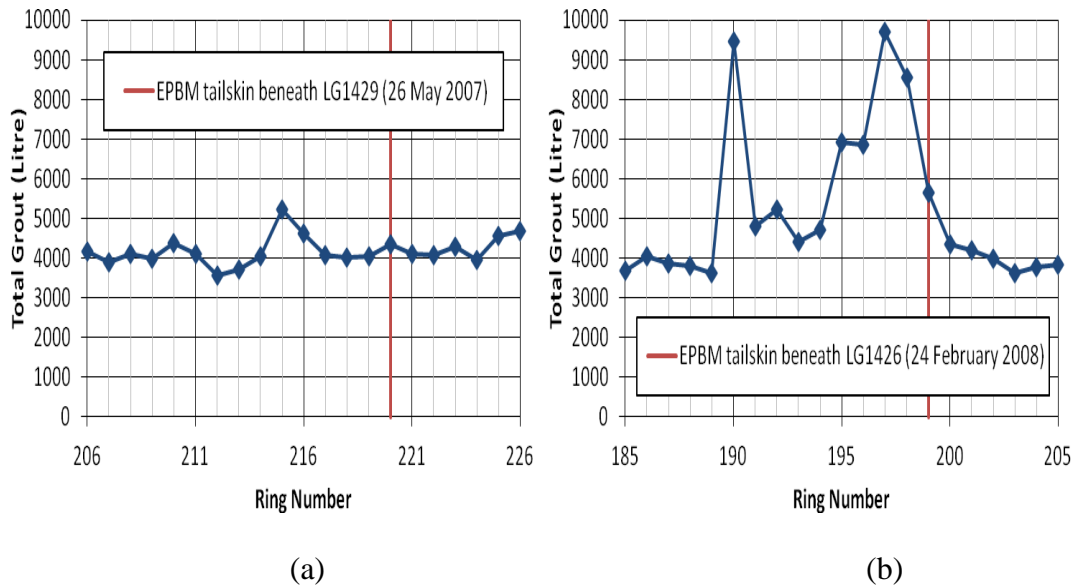 10000
9000
8000
7000
6000
5000
4000
3000
2000
1000
0
Total Grout (Litre)
EPBM tailskin beneath LG1429 (26 May 2007)
206 211 216 221 226
Ring Number
(a)
10000
9000
8000
7000
6000
5000
4000
3000
2000
1000
0
Total Grout (Litre)
EPBM tailskin beneath LG1426 (24 February 2008)
185 190 195 200 205
Ring Number
(b)